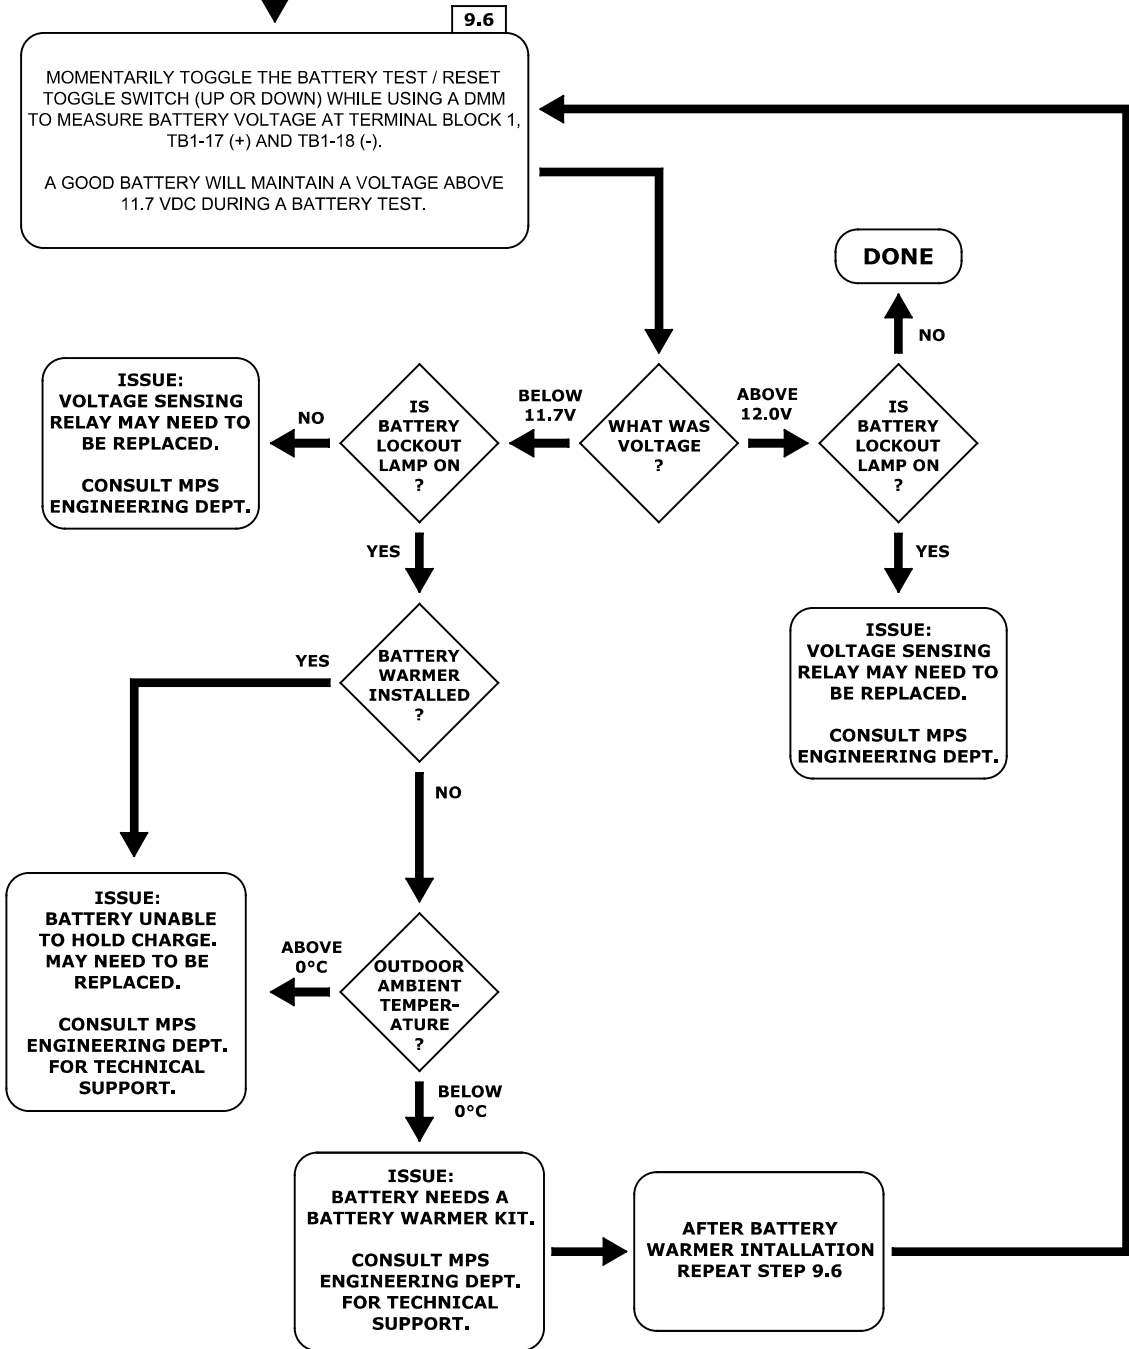 9.6
MOMENTARILY TOGGLE THE BATTERY TEST / RESET
TOGGLE SWITCH (UP OR DOWN) WHILE USING A DMM
TO MEASURE BATTERY VOLTAGE AT TERMINAL BLOCK 1,
TB1-17 (+) AND TB1-18 (-).
A GOOD BATTERY WILL MAINTAIN A VOLTAGE ABOVE
11.7 VDC DURING A BATTERY TEST.
DONE
NO
ISSUE:
VOLTAGE SENSING
RELAY MAY NEED TO
BE REPLACED.
CONSULT MPS
ENGINEERING DEPT.
NO
IS
BATTERY
LOCKOUT
LAMP ON
?
BELOW
11.7V
WHAT WAS
VOLTAGE
?
ABOVE
12.0V
IS
BATTERY
LOCKOUT
LAMP ON
?
YES
YES
ISSUE:
VOLTAGE SENSING
RELAY MAY NEED TO
BE REPLACED.
CONSULT MPS
ENGINEERING DEPT.
YES
BATTERY
WARMER
INSTALLED
?
NO
ISSUE:
BATTERY UNABLE
TO HOLD CHARGE.
MAY NEED TO BE
REPLACED.
CONSULT MPS
ENGINEERING DEPT.
FOR TECHNICAL
SUPPORT.
ABOVE
0°C
OUTDOOR
AMBIENT
TEMPER-
ATURE
?
BELOW
0°C
ISSUE:
BATTERY NEEDS A
BATTERY WARMER KIT.
CONSULT MPS
ENGINEERING DEPT.
FOR TECHNICAL
SUPPORT.
AFTER BATTERY
WARMER INTALLATION
REPEAT STEP 9.6